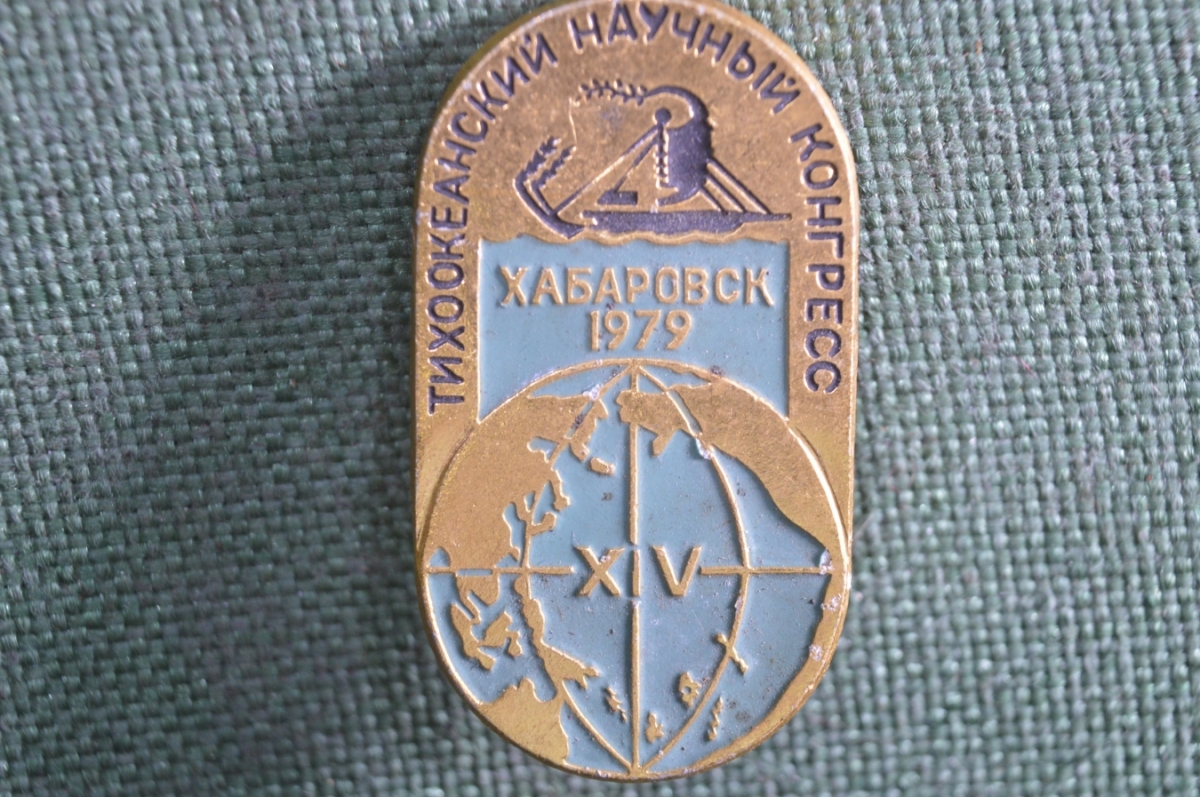 ТИХООКЕАНСКИЙ НАУЧНЫЙ КОНГРЕСС
ХАБАРОВСК
1979
XIV